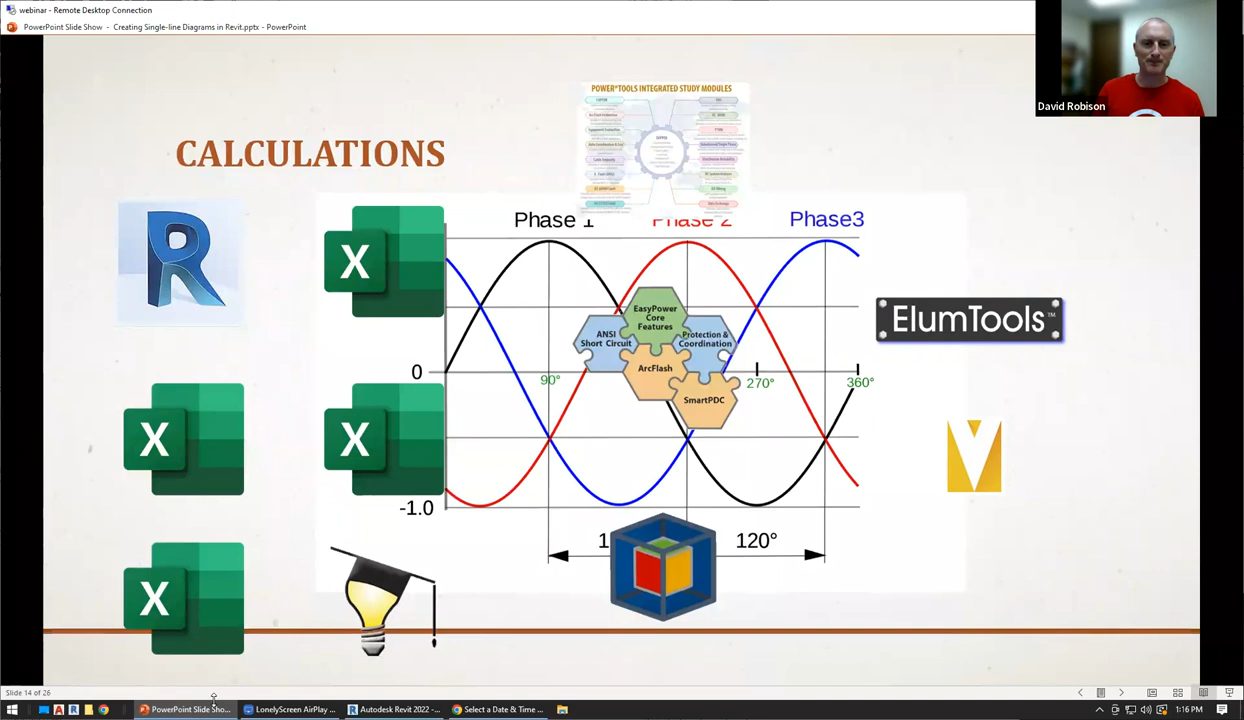 webinar - Remote Desktop Connection
PowerPoint Slide Show - Creating Single-line Diagrams in Revit.pptx - PowerPoint
David Robison
POWER*TOOLS INTEGRATED STUDY MODULES
CALCULATIONS
Phase 1
Phase 2
Phase3
R
X
EasyPower
Core
Features
ANSI
Short Circuit
Protection &
Coordination
ArcFlash
SmartPDC
ElumTools™
0
90°
270°
360°
X
X
V
-1.0
120°
X
Slide 14 of 26
PowerPoint Slide Sho...
LonelyScreen AirPlay ...
Autodesk Revit 2022 -...
Select a Date & Time ...
1:16 PM